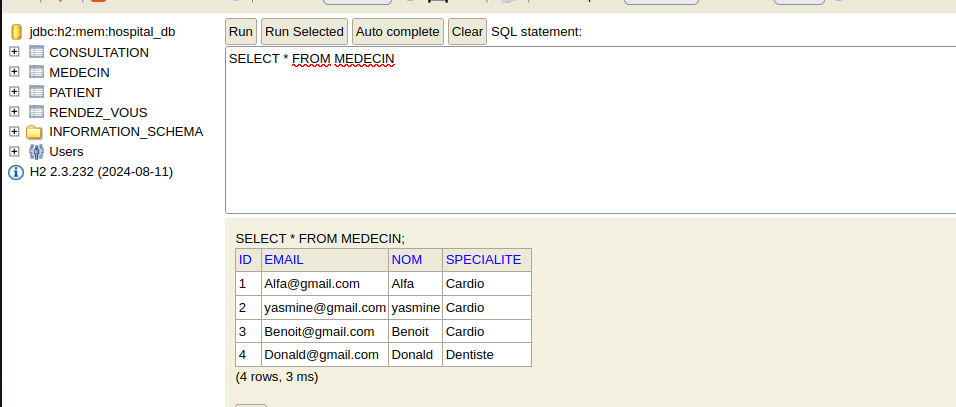 jdbc:h2:mem:hospital_db
CONSULTATION
MEDECIN
PATIENT
RENDEZ_VOUS
INFORMATION_SCHEMA
Users
H2 2.3.232 (2024-08-11)
Run Run Selected Auto complete Clear SQL statement:
SELECT * FROM MEDECIN
SELECT * FROM MEDECIN;
ID EMAIL NOM SPECIALITE
1 Alfa@gmail.com Alfa Cardio
2 yasmine@gmail.com yasmine Cardio
3 Benoit@gmail.com Benoit Cardio
4 Donald@gmail.com Donald Dentiste
(4 rows, 3 ms)